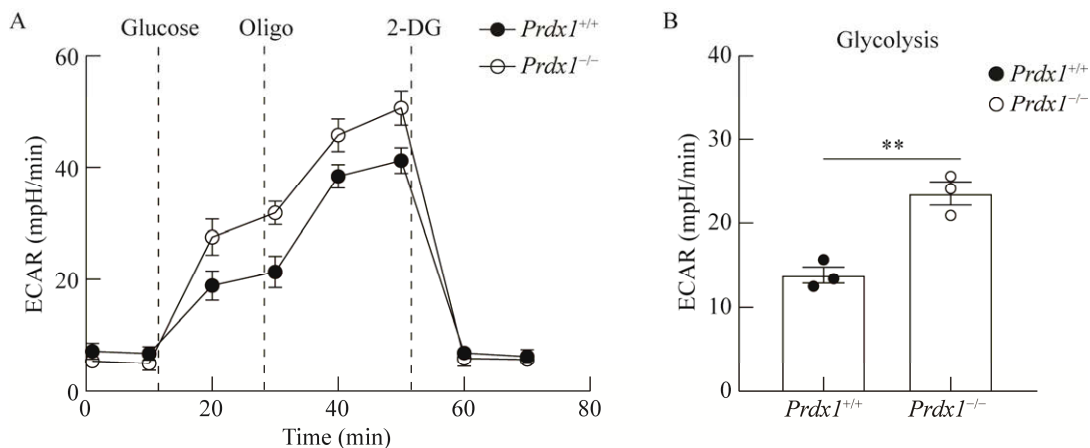 A
Glucose
Oligo
2-DG
Prdx1+/+
Prdx1−/−
60
40
20
0
ECAR (mpH/min)
0
20
40
60
80
Time (min)
B
Glycolysis
Prdx1+/+
Prdx1−/−
**
40
30
20
10
0
ECAR (mpH/min)
Prdx1+/+
Prdx1−/−